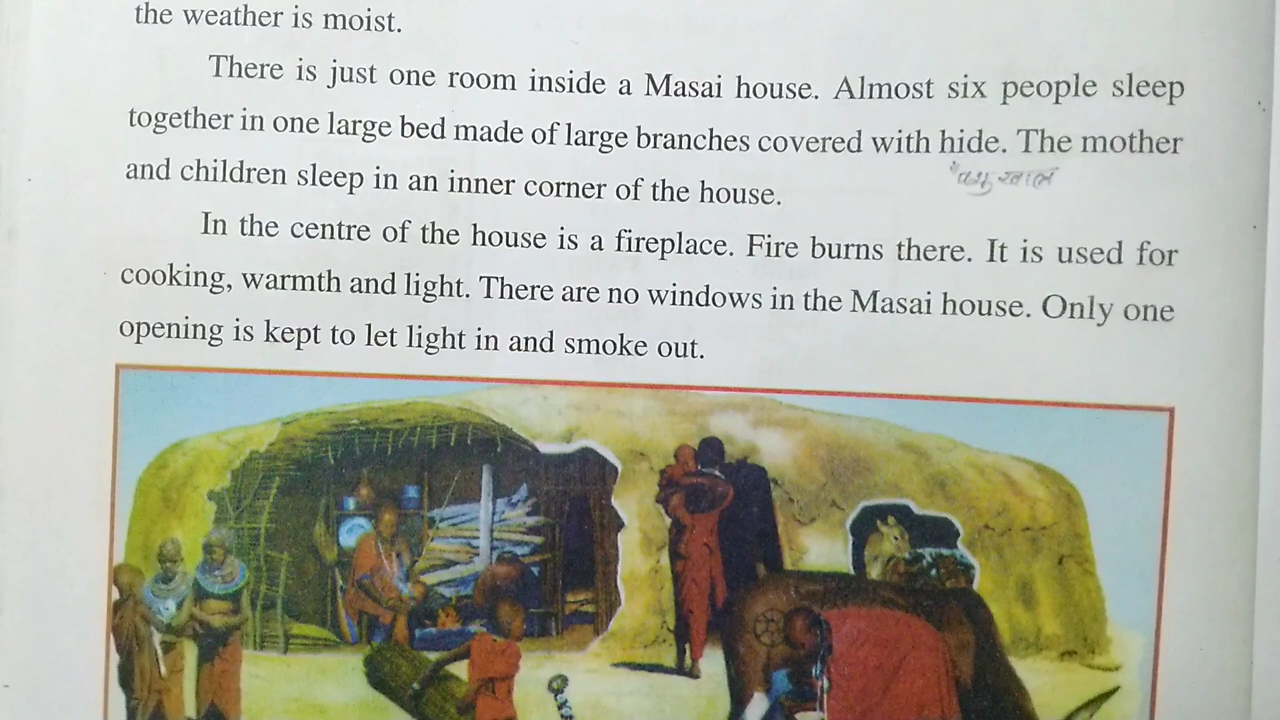 the weather is moist.
There is just one room inside a Masai house. Almost six people sleep
together in one large bed made of large branches covered with hide. The mother
and children sleep in an inner corner of the house.
In the centre of the house is a fireplace. Fire burns there. It is used for
cooking, warmth and light. There are no windows in the Masai house. Only one
opening is kept to let light in and smoke out.